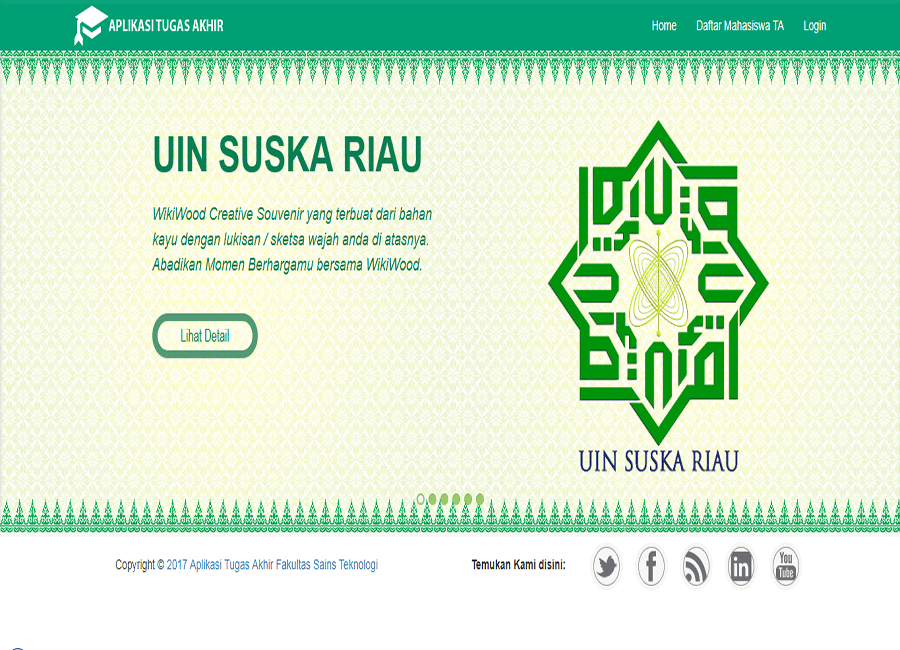 APLIKASI TUGAS AKHIR
Home Daftar Mahasiswa TA Login
UIN SUSKA RIAU
WikiWood Creative Souvenir yang terbuat dari bahan
kayu dengan lukisan / sketsa wajah anda di atasnya.
Abadikan Momen Berhargamu bersama WikiWood.
Lihat Detail
UIN SUSKA RIAU
Copyright © 2017 Aplikasi Tugas Akhir Fakultas Sains Teknologi
Temukan Kami disini:
You
Tube